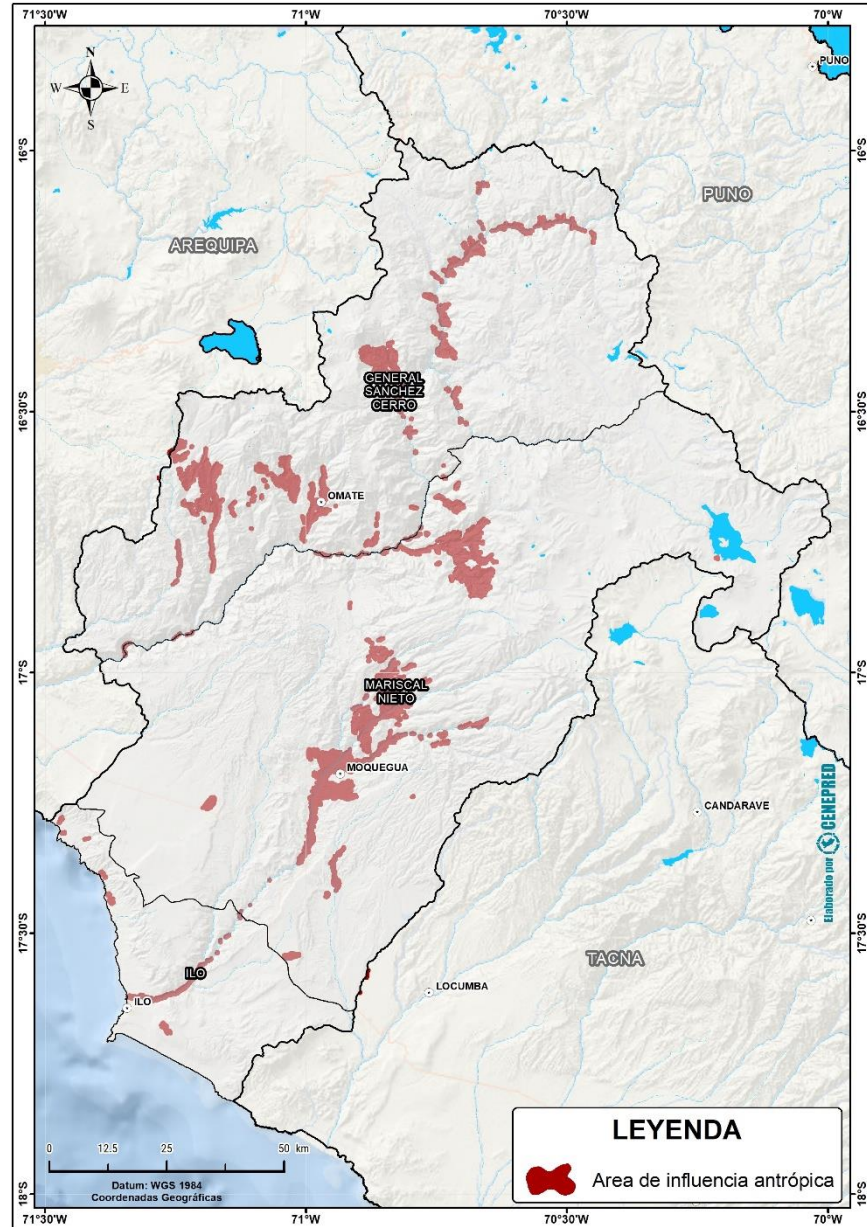 71°30'S
71°W
70°30'W
70°W
N
W
E
S
PUNO
16°S
16°S
PUNO
AREQUIPA
GENERAL
SANCHEZ
CERRO
16°30'S
16°30'S
OMATE
17°S
17°S
MARISCAL
NIETO
MOQUEGUA
CANDARAVE
Elaborado por CENEPRED
17°30'S
17°30'S
TACNA
ILO
ILO
LOCUMBA
0 12.5 25 50 km
Datum: WGS 1984
Coordenadas Geográficas
LEYENDA
Area de influencia antrópica
18°S
18°S
71°30'W
71°W
70°30'W
70°W